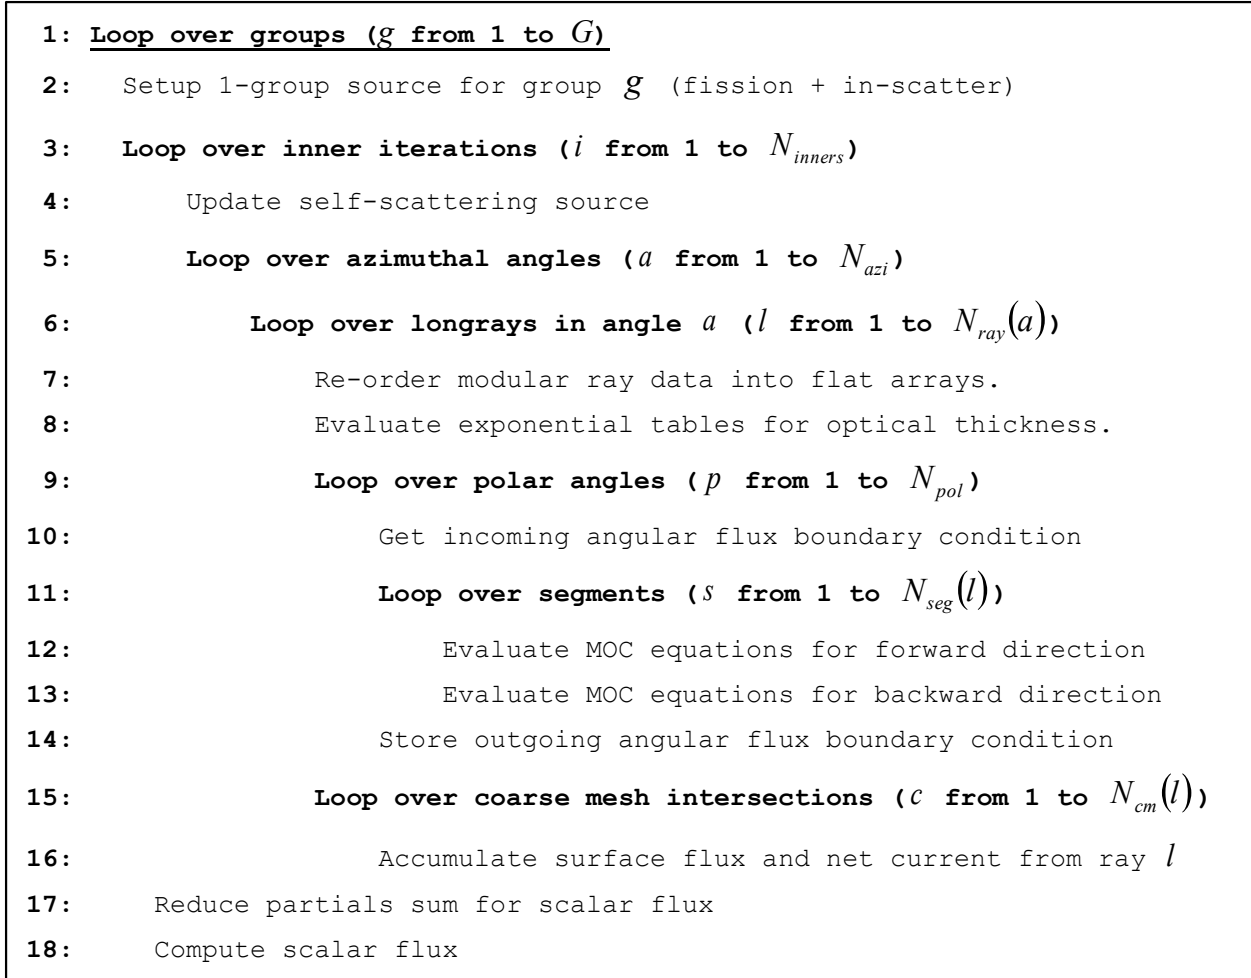 1: Loop over groups (g from 1 to G)
2: Setup 1-group source for group g (fission + in-scatter)
3: Loop over inner iterations (i from 1 to N_inners)
4: Update self-scattering source
5: Loop over azimuthal angles (a from 1 to N_azi)
6: Loop over longrays in angle a (l from 1 to N_ray(a))
7: Re-order modular ray data into flat arrays.
8: Evaluate exponential tables for optical thickness.
9: Loop over polar angles (p from 1 to N_pol)
10: Get incoming angular flux boundary condition
11: Loop over segments (s from 1 to N_seg(l))
12: Evaluate MOC equations for forward direction
13: Evaluate MOC equations for backward direction
14: Store outgoing angular flux boundary condition
15: Loop over coarse mesh intersections (c from 1 to N_cm(l))
16: Accumulate surface flux and net current from ray l
17: Reduce partials sum for scalar flux
18: Compute scalar flux